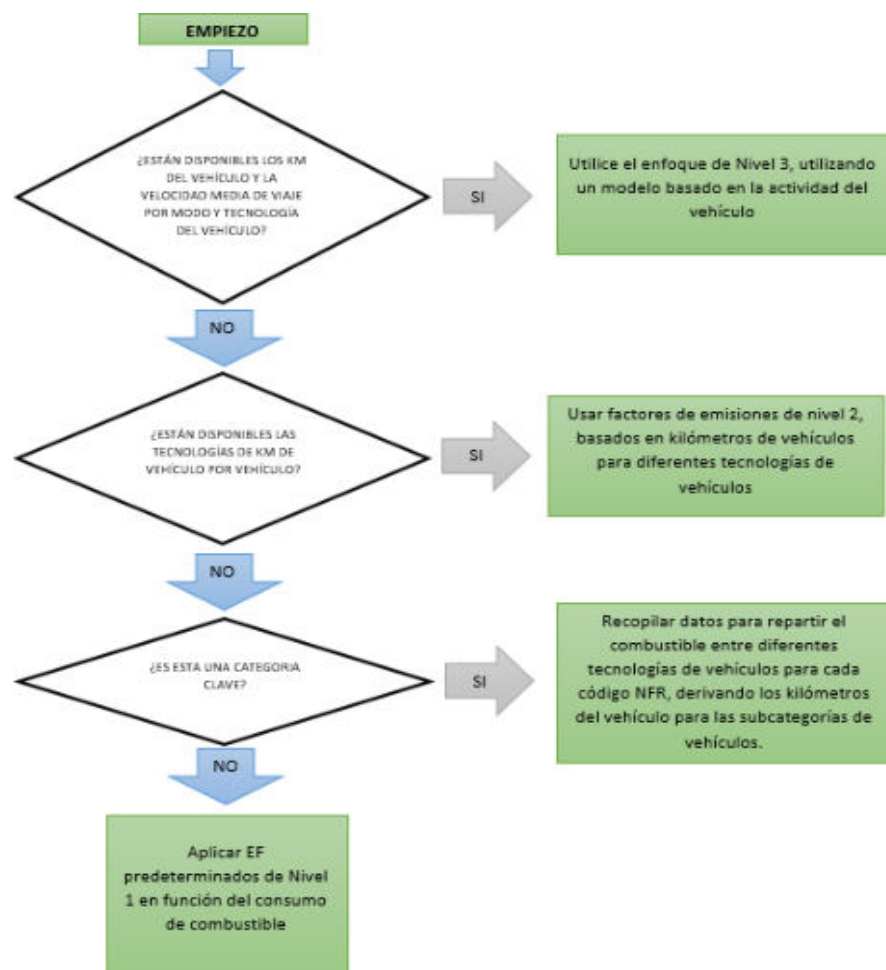 EMPIEZO
¿ESTÁN DISPONIBLES LOS KM
DEL VEHÍCULO Y LA
VELOCIDAD MEDIA DE VIAJE
POR MODO Y TECNOLOGÍA
DEL VEHÍCULO?
SI
Utilice el enfoque de Nivel 3, utilizando
un modelo basado en la actividad del
vehículo
NO
¿ESTÁN DISPONIBLES LAS
TECNOLOGÍAS DE KM DE
VEHÍCULO POR VEHÍCULO?
SI
Usar factores de emisiones de nivel 2,
basados en kilómetros de vehículos
para diferentes tecnologías de
vehículos
NO
¿ES ESTA UNA CATEGORIA
CLAVE?
SI
Recopilar datos para repartir el
combustible entre diferentes
tecnologías de vehículos para cada
código NFR, derivando los kilómetros
del vehículo para las subcategorías de
vehículos.
NO
Aplicar EF
predeterminados de Nivel
1 en función del consumo
de combustible